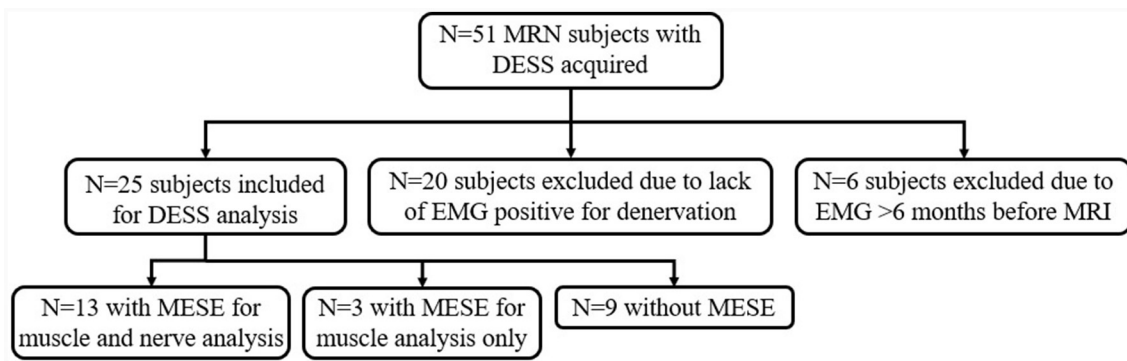 N=51 MRN subjects with
DESS acquired
N=25 subjects included
for DESS analysis
N=20 subjects excluded due to lack
of EMG positive for denervation
N=6 subjects excluded due to
EMG >6 months before MRI
N=13 with MESE for
muscle and nerve analysis
N=3 with MESE for
muscle analysis only
N=9 without MESE